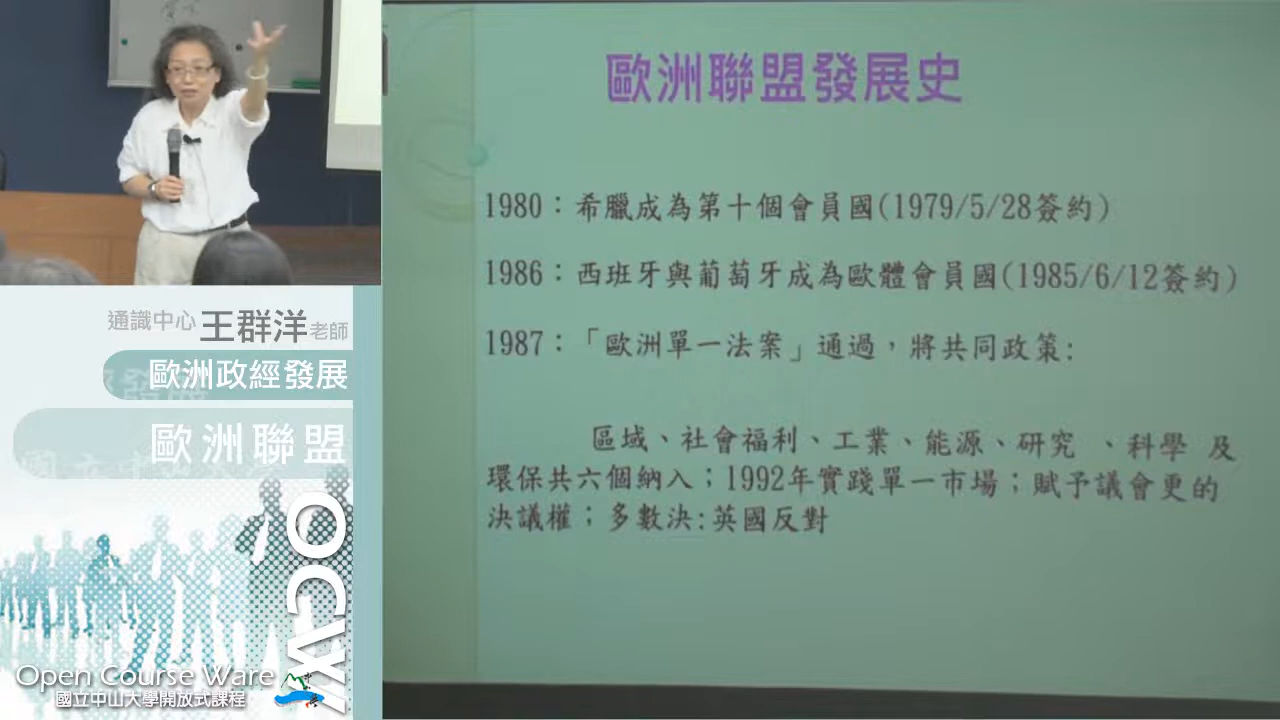 歐洲聯盟發展史
1980：希臘成為第十個會員國(1979/5/28簽約)
1986：西班牙與葡萄牙成為歐體會員國(1985/6/12簽約)
1987：「歐洲單一法案」通過，將共同政策:
區域、社會福利、工業、能源、研究 、科學 及
環保共六個納入；1992年實踐單一市場；賦予議會更的
決議權；多數決:英國反對
通識中心 王群洋老師
歐洲政經發展
歐洲聯盟
OCW
Open Course Ware
國立中山大學開放式課程